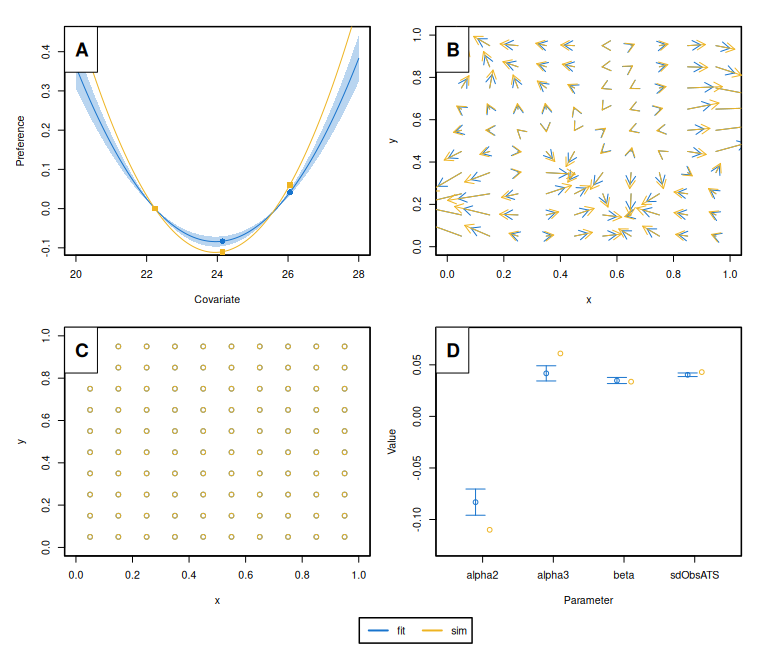 A
Preference
-0.1 0.0 0.1 0.2 0.3 0.4
20 22 24 26 28
Covariate
B
y
0.0 0.2 0.4 0.6 0.8 1.0
0.0 0.2 0.4 0.6 0.8 1.0
x
C
y
0.0 0.2 0.4 0.6 0.8 1.0
0.0 0.2 0.4 0.6 0.8 1.0
x
D
Value
-0.10 -0.05 0.00 0.05
alpha2 alpha3 beta sdObsATS
Parameter
fit sim